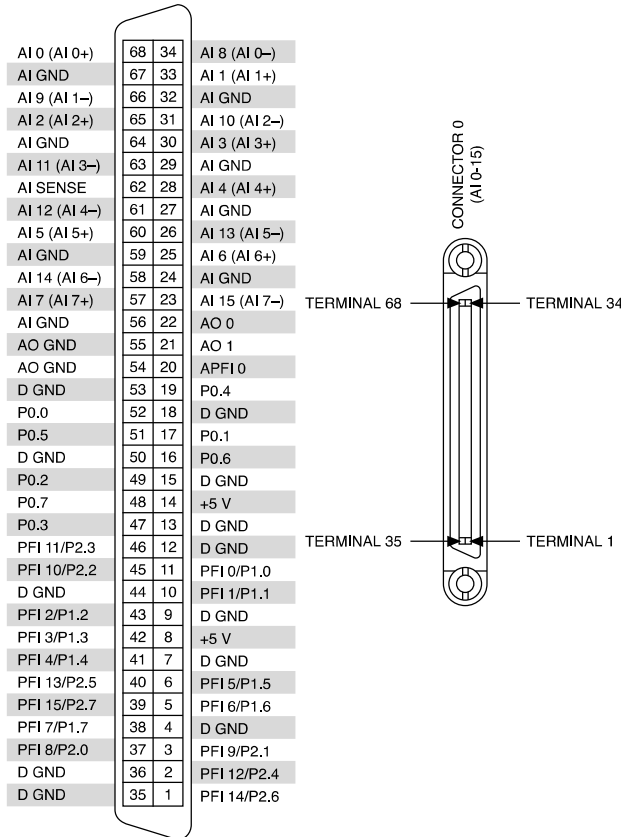 AI 0 (AI 0+) 68 34 AI 8 (AI 0–)
AI GND 67 33 AI 1 (AI 1+)
AI 9 (AI 1–) 66 32 AI GND
AI 2 (AI 2+) 65 31 AI 10 (AI 2–)
AI GND 64 30 AI 3 (AI 3+)
AI 11 (AI 3–) 63 29 AI GND
AI SENSE 62 28 AI 4 (AI 4+)
AI 12 (AI 4–) 61 27 AI GND
AI 5 (AI 5+) 60 26 AI 13 (AI 5–)
AI GND 59 25 AI 6 (AI 6+)
AI 14 (AI 6–) 58 24 AI GND
AI 7 (AI 7+) 57 23 AI 15 (AI 7–)
AI GND 56 22 AO 0
AO GND 55 21 AO 1
AO GND 54 20 APFI 0
D GND 53 19 P0.4
P0.0 52 18 D GND
P0.5 51 17 P0.1
D GND 50 16 P0.6
P0.2 49 15 D GND
P0.7 48 14 +5 V
P0.3 47 13 D GND
PFI 11/P2.3 46 12 D GND
PFI 10/P2.2 45 11 PFI 0/P1.0
D GND 44 10 PFI 1/P1.1
PFI 2/P1.2 43 9 D GND
PFI 3/P1.3 42 8 +5 V
PFI 4/P1.4 41 7 D GND
PFI 13/P2.5 40 6 PFI 5/P1.5
PFI 15/P2.7 39 5 PFI 6/P1.6
PFI 7/P1.7 38 4 D GND
PFI 8/P2.0 37 3 PFI 9/P2.1
D GND 36 2 PFI 12/P2.4
D GND 35 1 PFI 14/P2.6
CONNECTOR 0
(AI 0-15)
TERMINAL 68 TERMINAL 34
TERMINAL 35 TERMINAL 1